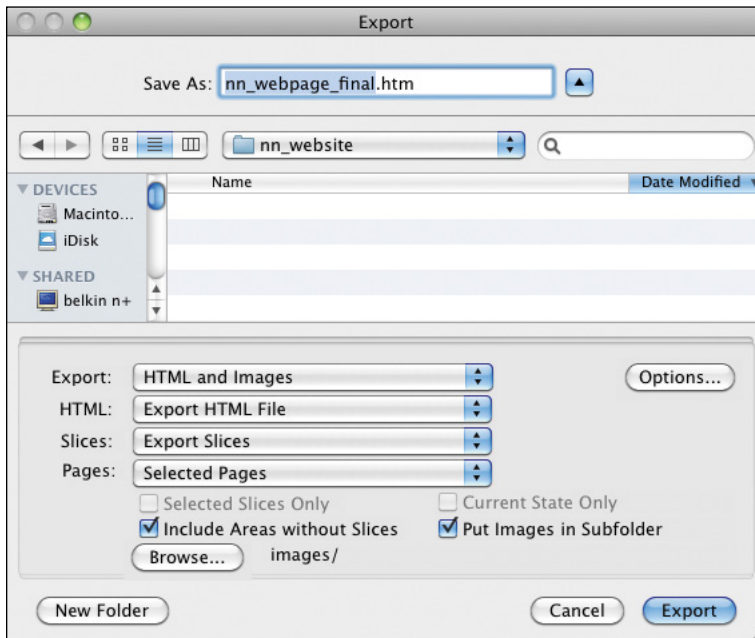 Export
Save As: nn_webpage_final.htm
nn_website
DEVICES
Macinto...
iDisk
SHARED
belkin n+
Name Date Modified
Export: HTML and Images Options...
HTML: Export HTML File
Slices: Export Slices
Pages: Selected Pages
Selected Slices Only Current State Only
Include Areas without Slices Put Images in Subfolder
Browse... images/
New Folder Cancel Export